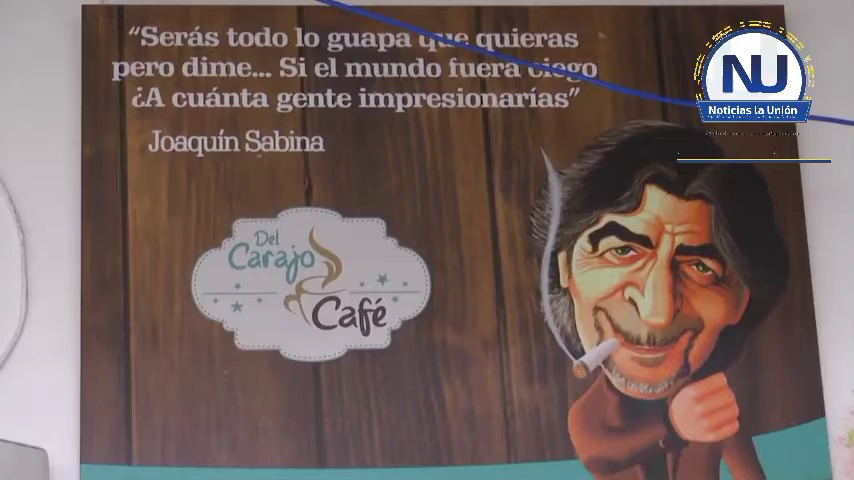 “Serás todo lo guapa que quieras
pero dime... Si el mundo fuera ciego
¿A cuánta gente impresionarías”
Joaquín Sabina
Del
Carajo
Café
NU
Noticias la Unión